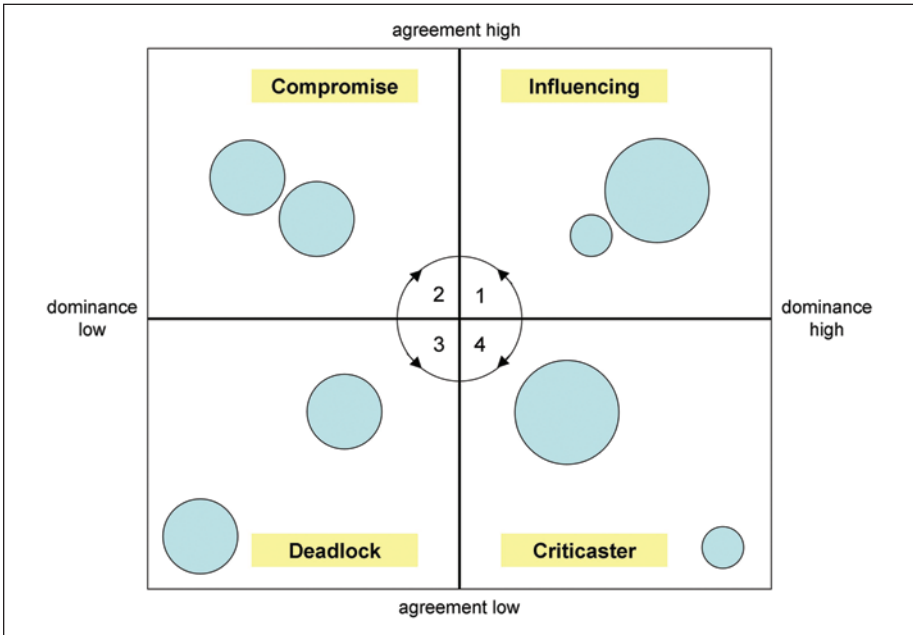 agreement high
Compromise
Influencing
dominance
low
2
1
3
4
dominance
high
Deadlock
Criticaster
agreement low